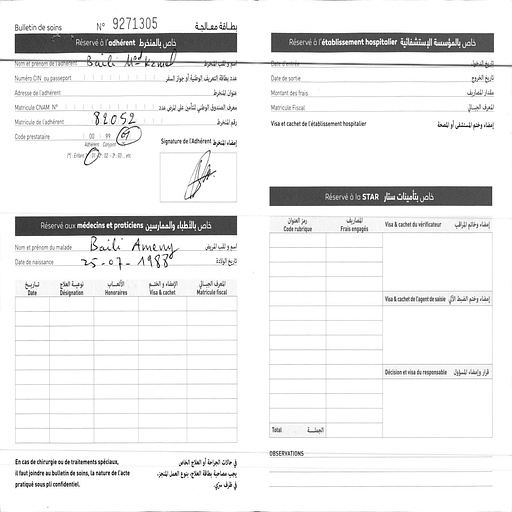 Bulletin de soins N° 9271305 بطاقة معالجة
Réservé à l'adhérent خاص بالمنخرط
Nom et prénom de l'adhérent Baili Med Kamel اسم و لقب المنخرط
Numéro CIN ou passeport عدد بطاقة التعريف الوطنية أو جواز السفر
Adresse de l'adhérent عنوان المنخرط
Matricule CNAM N° معرف الصندوق الوطني للتأمين على المرض عدد
Matricule de l'adhérent 82052 رقم المنخرط
Code prestataire 00 99 01 Signature de l'Adhérent إمضاء المنخرط
Adhérent Conjoint (*)
(*) : Enfant : 01 - 02 - 03 .. etc
Réservé aux médecins et praticiens خاص بالأطباء والممارسين
Nom et prénom du malade Baili Ameny اسم و لقب المريض
Date de naissance 25-07-1988 تاريخ الولادة
تـاريـخ نوعية العلاج الأتعاب الإمضاء و الختم المعرف الجبائي
Date Désignation Honoraires Visa & cachet Matricule fiscal
En cas de chirurgie ou de traitements spéciaux, في حالات الجراحة أو العلاج الخاص
il faut joindre au bulletin de soin, la nature de l'acte يجب مصاحبة بطاقة العلاج، بنوع العمل المنجز،
pratiqué sous pli confidentiel. في ظرف سري.
Réservé à l'établissement hospitalier خاص بالمؤسسة الإستشفائية
Date d'entrée تاريخ الدخول
Date de sortie تاريخ الخروج
Montant des frais مقدار المصاريف
Matricule Fiscal المعرف الجبائي
Visa et cachet de l'établissement hospitalier إمضاء وختم المستشفى أو المصحة
Réservé à la STAR خاص بتأمينات ستار
رمز العنوان المصاريف Visa & cachet du vérificateur إمضاء وخاتم المراقب
Code rubrique Frais engagés
Visa & cachet de l'agent de saisie إمضاء وختم الضبط الآلي
Décision et visa du responsable قرار وإمضاء المسؤول
Total الجملـــة
OBSERVATIONS